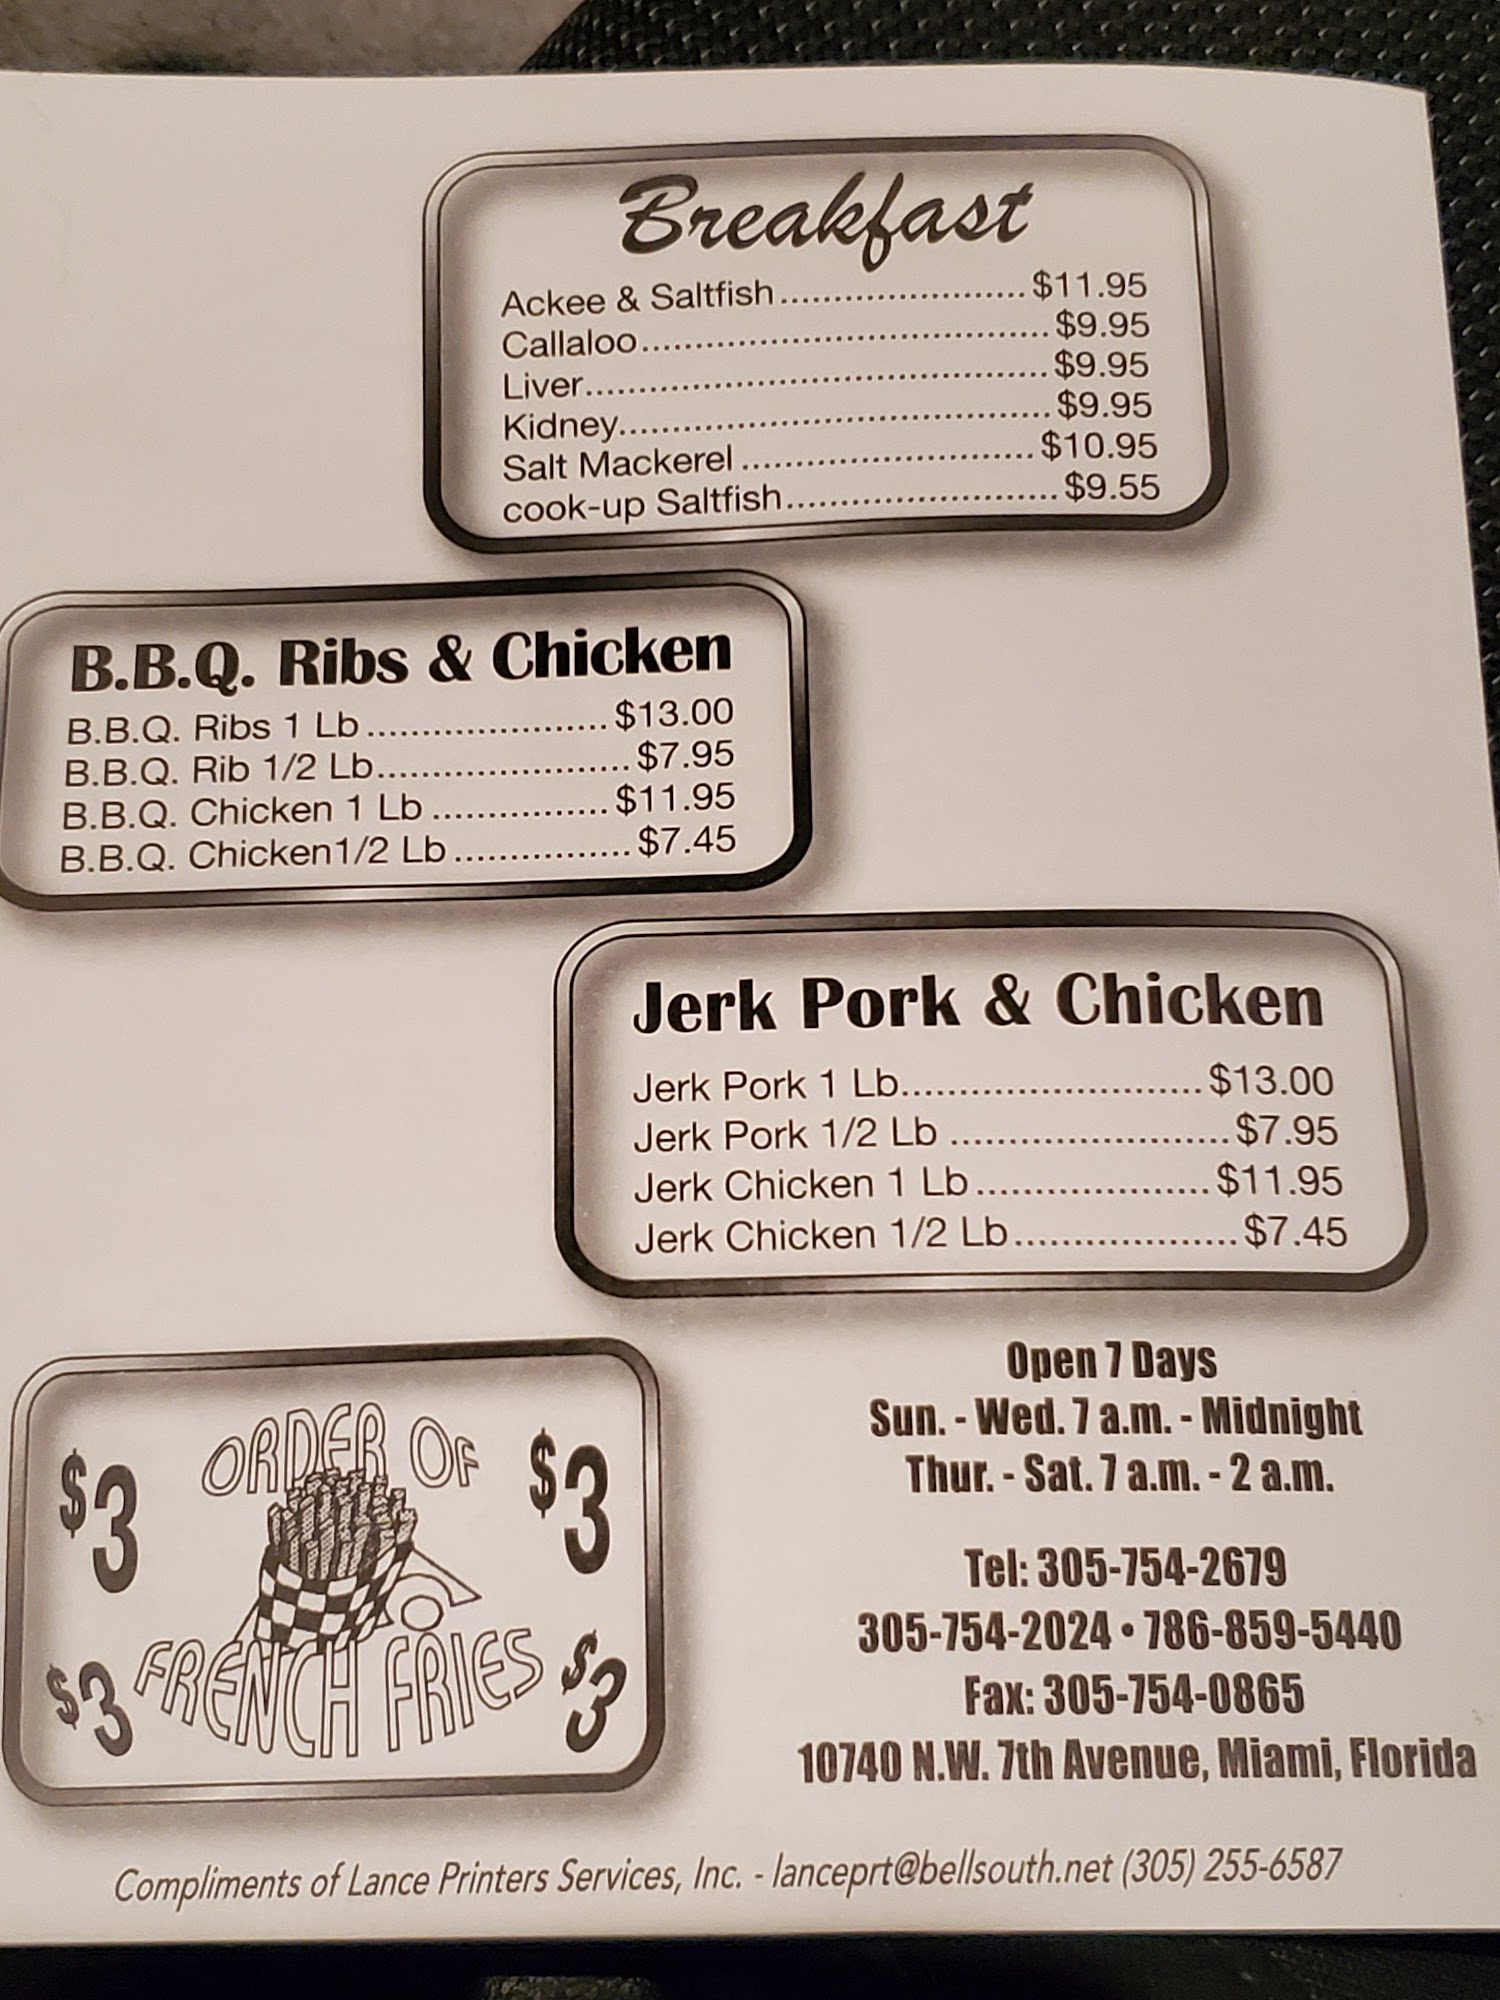 Breakfast
Ackee & Saltfish........................$11.95
Callaloo.......................................$9.95
Liver............................................$9.95
Kidney.........................................$9.95
Salt Mackerel............................$10.95
cook-up Saltfish..........................$9.55
B.B.Q. Ribs & Chicken
B.B.Q. Ribs 1 Lb......................$13.00
B.B.Q. Rib 1/2 Lb........................$7.95
B.B.Q. Chicken 1 Lb.................$11.95
B.B.Q. Chicken1/2 Lb.................$7.45
Jerk Pork & Chicken
Jerk Pork 1 Lb..........................$13.00
Jerk Pork 1/2 Lb........................$7.95
Jerk Chicken 1 Lb....................$11.95
Jerk Chicken 1/2 Lb...................$7.45
$3 ORDER OF $3
$3 FRENCH FRIES $3
Open 7 Days
Sun. - Wed. 7 a.m. - Midnight
Thur. - Sat. 7 a.m. - 2 a.m.
Tel: 305-754-2679
305-754-2024 • 786-859-5440
Fax: 305-754-0865
10740 N.W. 7th Avenue, Miami, Florida
Compliments of Lance Printers Services, Inc. - lanceprt@bellsouth.net (305) 255-6587